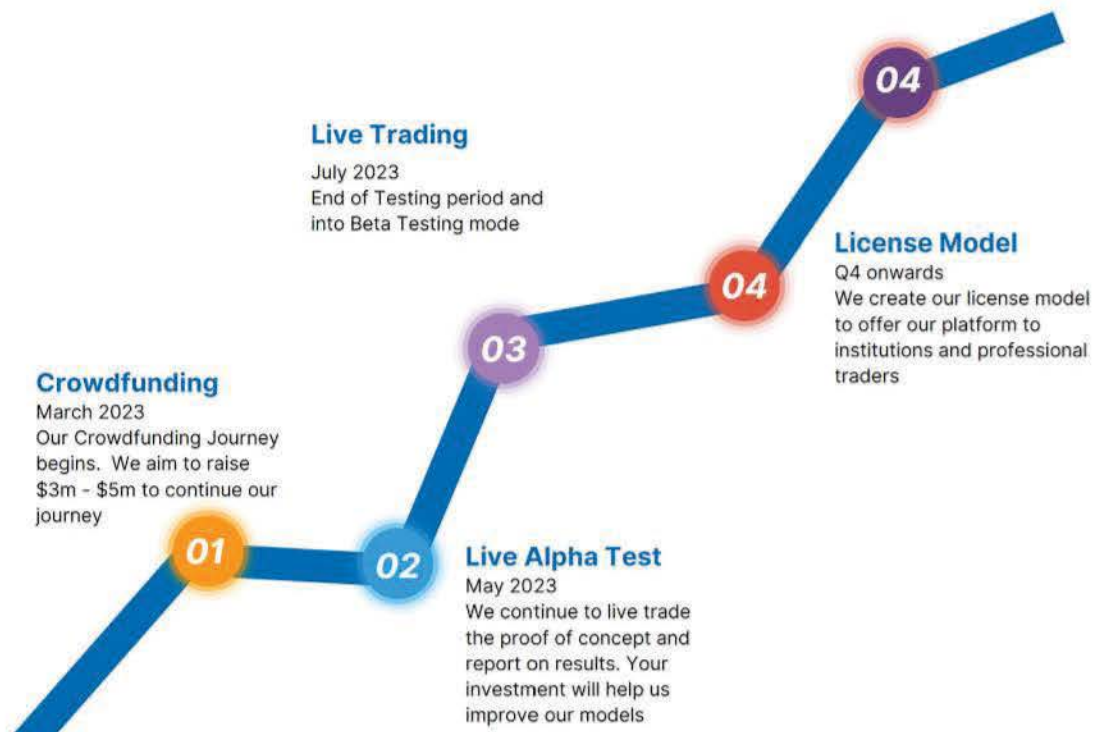 Crowdfunding
March 2023
Our Crowdfunding Journey
begins.  We aim to raise
$3m - $5m to continue our
journey
01
02
Live Alpha Test
May 2023
We continue to live trade
the proof of concept and
report on results. Your
investment will help us
improve our models
Live Trading
July 2023
End of Testing period and
into Beta Testing mode
03
04
License Model
Q4 onwards
We create our license model
to offer our platform to
institutions and professional
traders
04